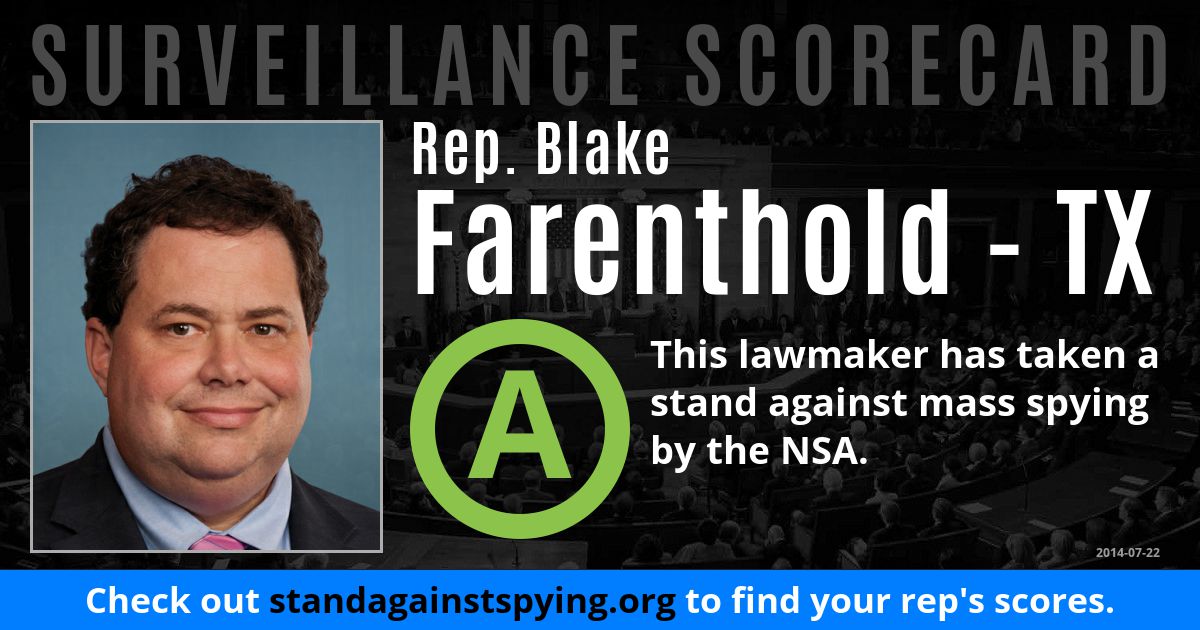 SURVEILLANCE SCORECARD
Rep. Blake
Farenthold - TX
A
This lawmaker has taken a
stand against mass spying
by the NSA.
2014-07-22
Check out standagainstspying.org to find your rep's scores.